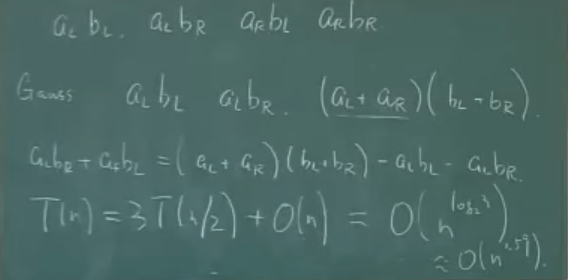 a_L b_L, a_L b_R a_R b_L a_R b_R
Gauss a_L b_L a_L b_R. (a_L + a_R)(b_L - b_R).
a_L b_R + a_R b_L = (a_L + a_R)(b_L + b_R) - a_L b_L - a_L b_R.
T(n) = 3T(n/2) + O(n) = O(n^{log_2 3})
≈ O(n^{1.59}).